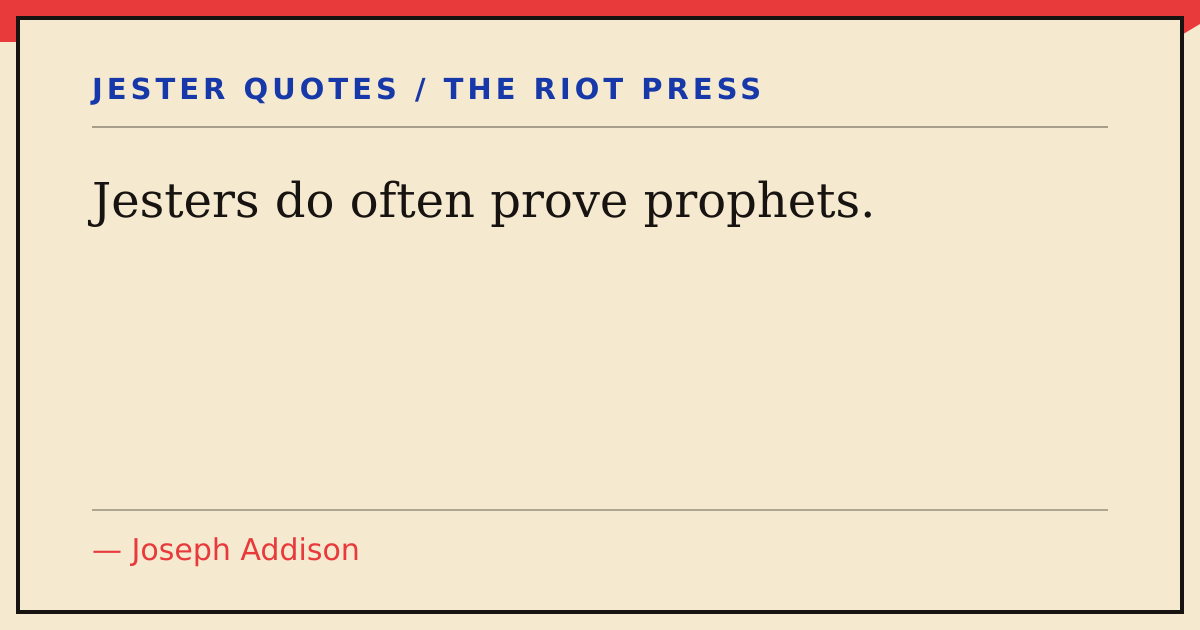 JESTER QUOTES / THE RIOT PRESS
Jesters do often prove prophets.
— Joseph Addison